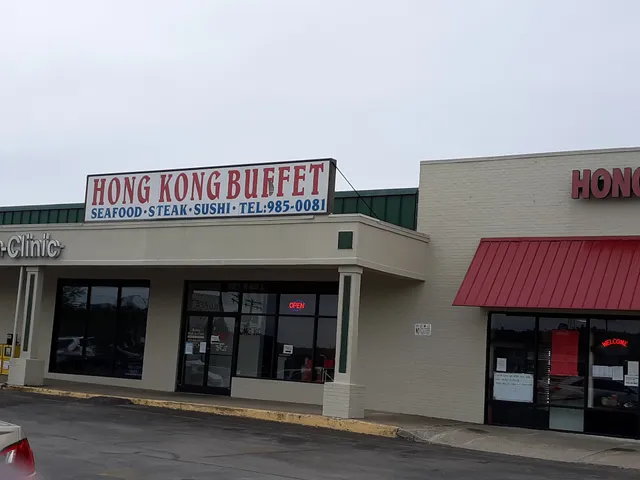 HONG KONG BUFFET
SEAFOOD • STEAK • SUSHI • TEL:985-0081
-Clinic
HONG
OPEN
WELCOME